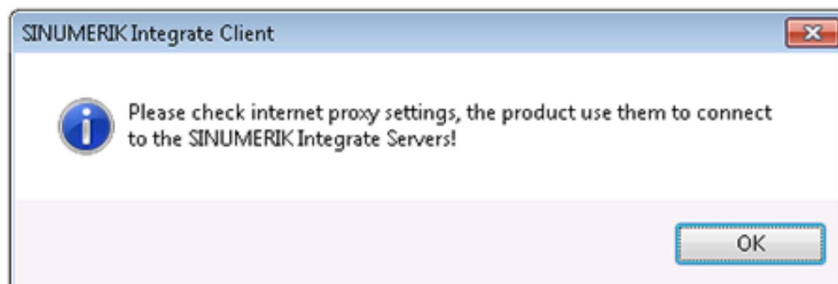 SINUMERIK Integrate Client
Please check internet proxy settings, the product use them to connect
to the SINUMERIK Integrate Servers!
OK